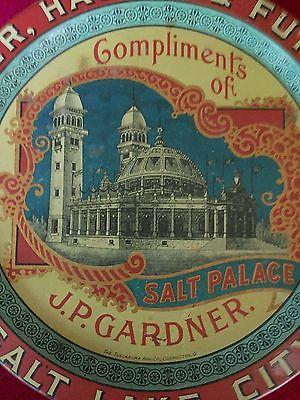 R, HA & FU
Compliments
of.
SALT PALACE
J.P. GARDNER.
SALT LAKE CITY